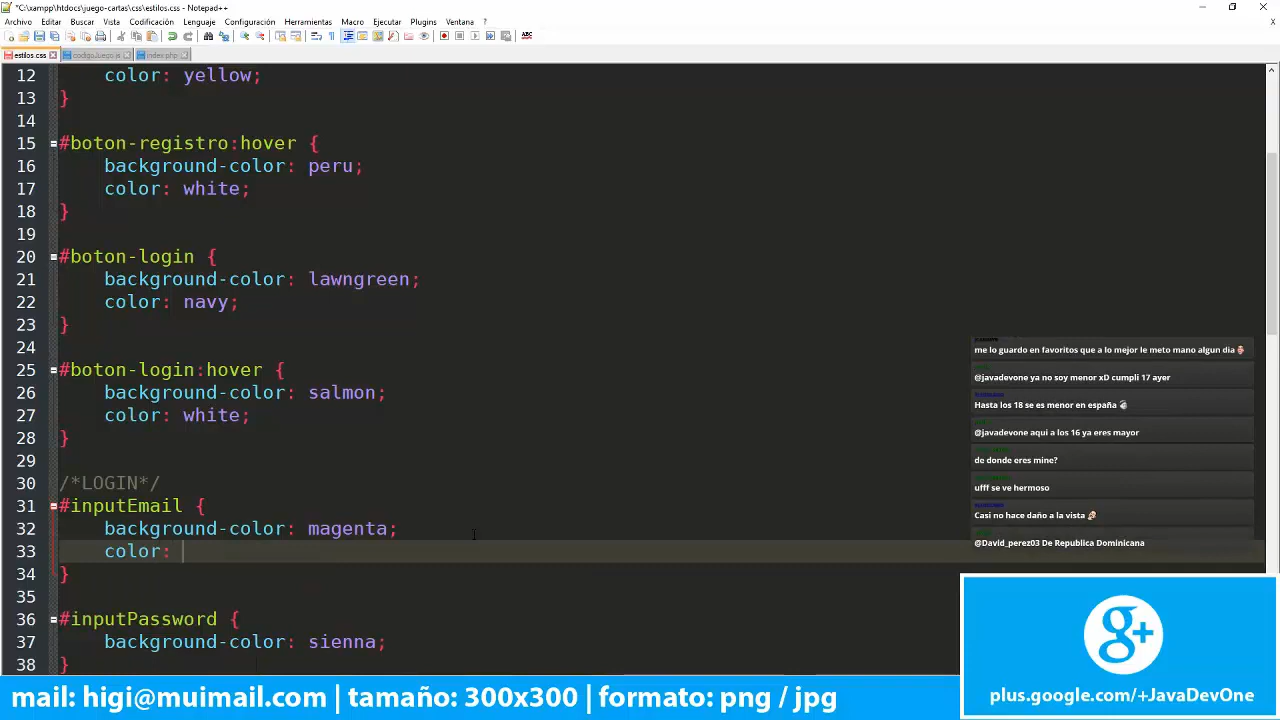 *C:\xampp\htdocs\juego-cartas\css\estilos.css - Notepad++
Archivo Editar Buscar Vista Codificación Lenguaje Configuración Herramientas Macro Ejecutar Plugins Ventana ?
estilos.css index.php
12 color: yellow;
13 }
14
15 #boton-registro:hover {
16 background-color: peru;
17 color: white;
18 }
19
20 #boton-login {
21 background-color: lawngreen;
22 color: navy;
23 }
24
25 #boton-login:hover {
26 background-color: salmon;
27 color: white;
28 }
29
30 /*LOGIN*/
31 #inputEmail {
32 background-color: magenta;
33 color:
34 }
35
36 #inputPassword {
37 background-color: sienna;
38 }
me lo guardo en favoritos que a lo mejor le meto mano algun dia
@javadevone ya no soy menor xD cumpli 17 ayer
Hasta los 18 se es menor en españa
@javadevone aqui a los 16 ya eres mayor
de donde eres mine?
ufff se ve hermoso
Casi no hace daño a la vista
@David_perez03 De Republica Dominicana
g+
plus.google.com/+JavaDevOne
mail: higi@muimail.com | tamaño: 300x300 | formato: png / jpg